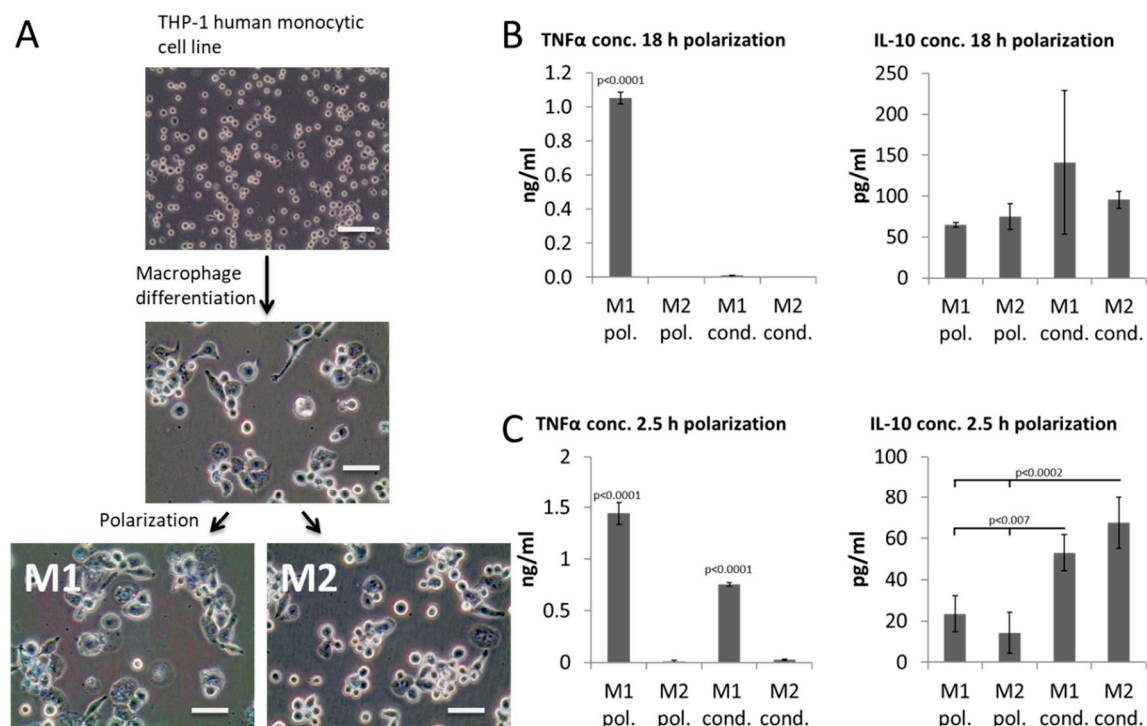 A
THP-1 human monocytic
cell line
Macrophage
differentiation
Polarization
M1
M2
B
TNFα conc. 18 h polarization
p<0.0001
1.2
1.0
0.8
0.6
0.4
0.2
0.0
ng/ml
M1 M2 M1 M2
pol. pol. cond. cond.
IL-10 conc. 18 h polarization
250
200
150
100
50
0
pg/ml
M1 M2 M1 M2
pol. pol. cond. cond.
C
TNFα conc. 2.5 h polarization
2
1.5
1
0.5
0
ng/ml
p<0.0001
p<0.0001
M1 M2 M1 M2
pol. pol. cond. cond.
IL-10 conc. 2.5 h polarization
100
80
60
40
20
0
pg/ml
p<0.0002
p<0.007
M1 M2 M1 M2
pol. pol. cond. cond.